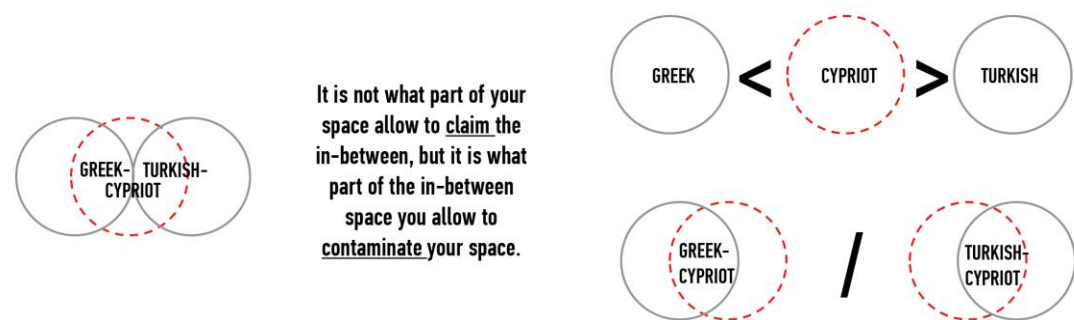 GREEK- TURKISH-
CYPRIOT
It is not what part of your
space allow to claim the
in-between, but it is what
part of the in-between
space you allow to
contaminate your space.
GREEK < CYPRIOT > TURKISH
GREEK-
CYPRIOT
/
TURKISH-
CYPRIOT